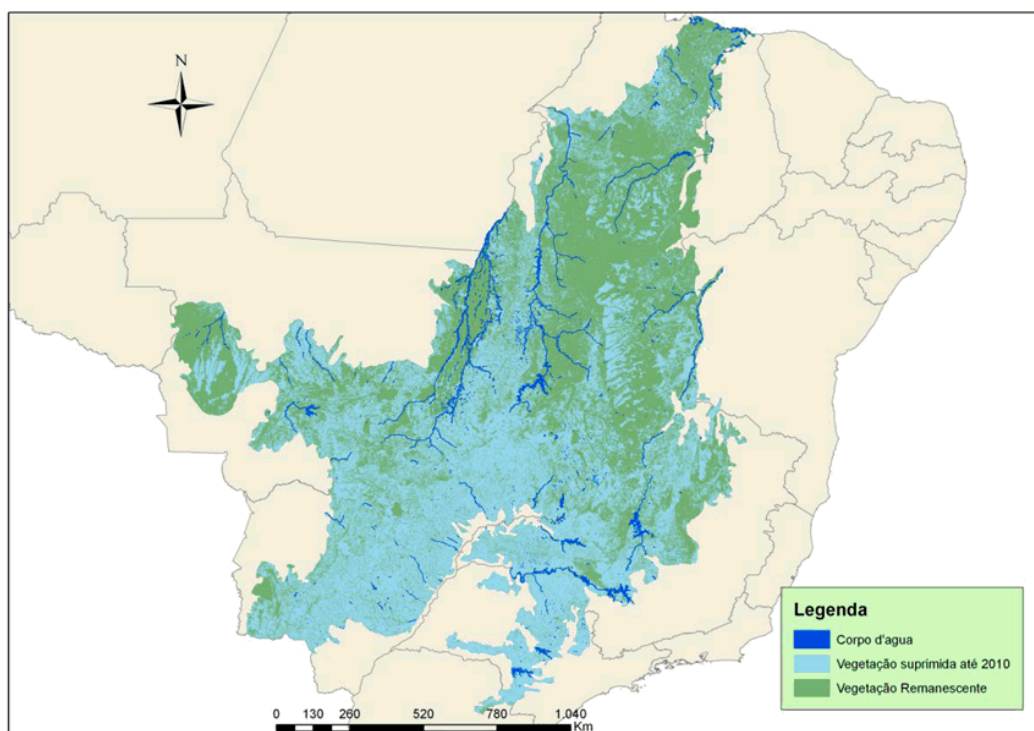 N
Legenda
Corpo d'agua
Vegetação suprimida até 2010
Vegetação Remanescente
0 130 260 520 780 1.040
Km